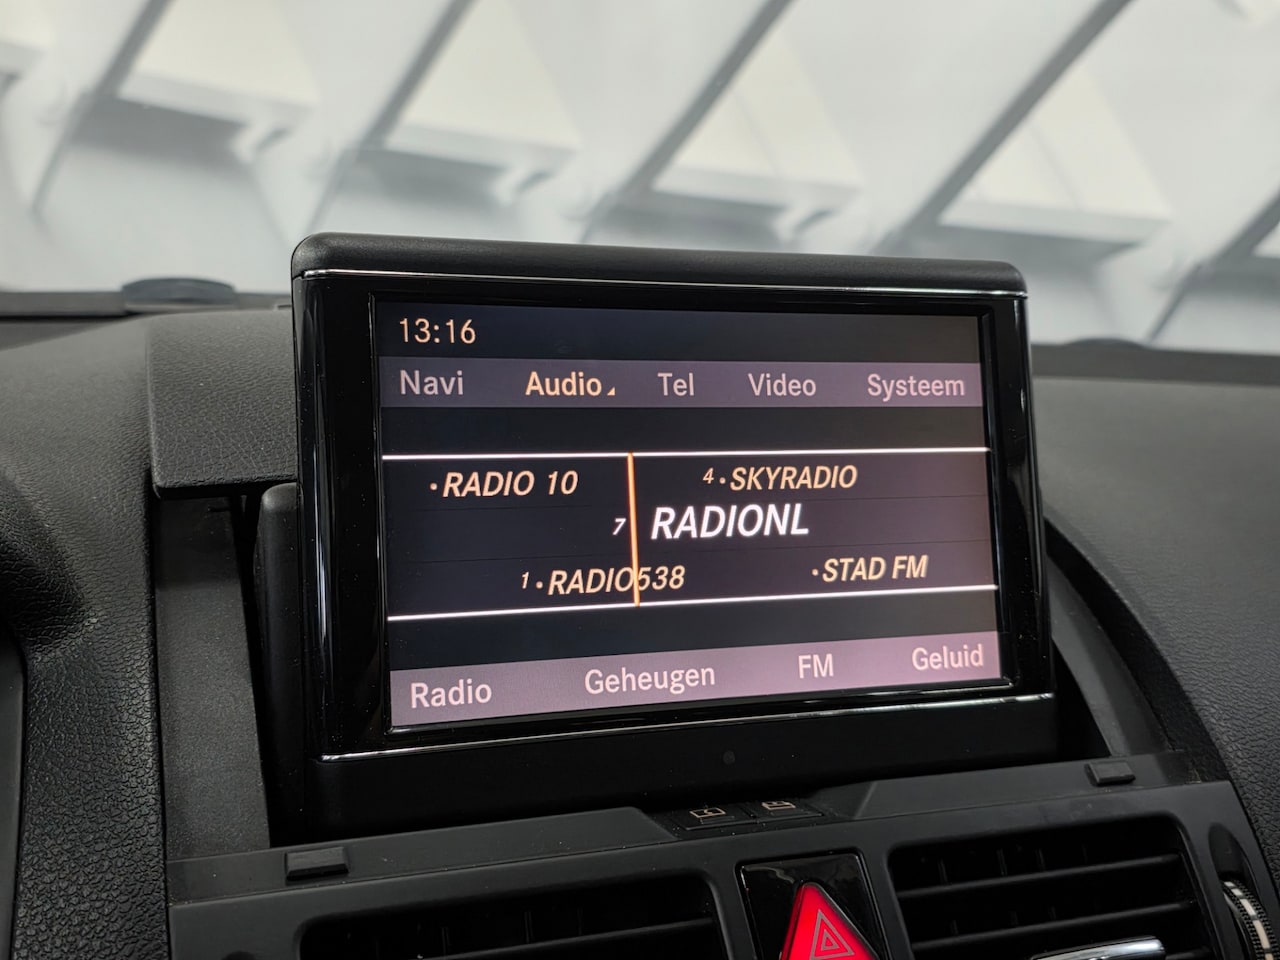 13:16
Navi Audio Tel Video Systeem
•RADIO 10 4•SKYRADIO
7 RADIONL
1•RADIO538 •STAD FM
Radio Geheugen FM Geluid